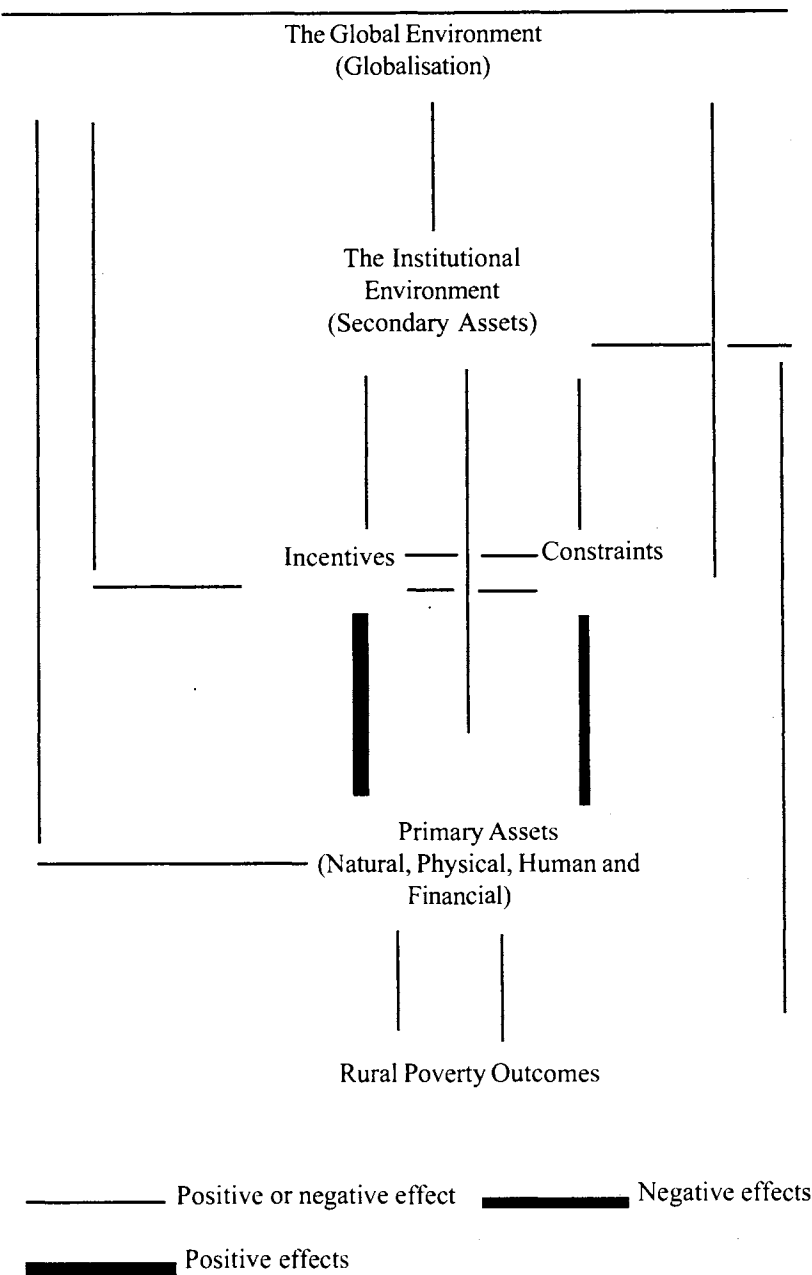 The Global Environment
(Globalisation)
The Institutional
Environment
(Secondary Assets)
Incentives
Constraints
Primary Assets
(Natural, Physical, Human and
Financial)
Rural Poverty Outcomes
Positive or negative effect
Negative effects
Positive effects